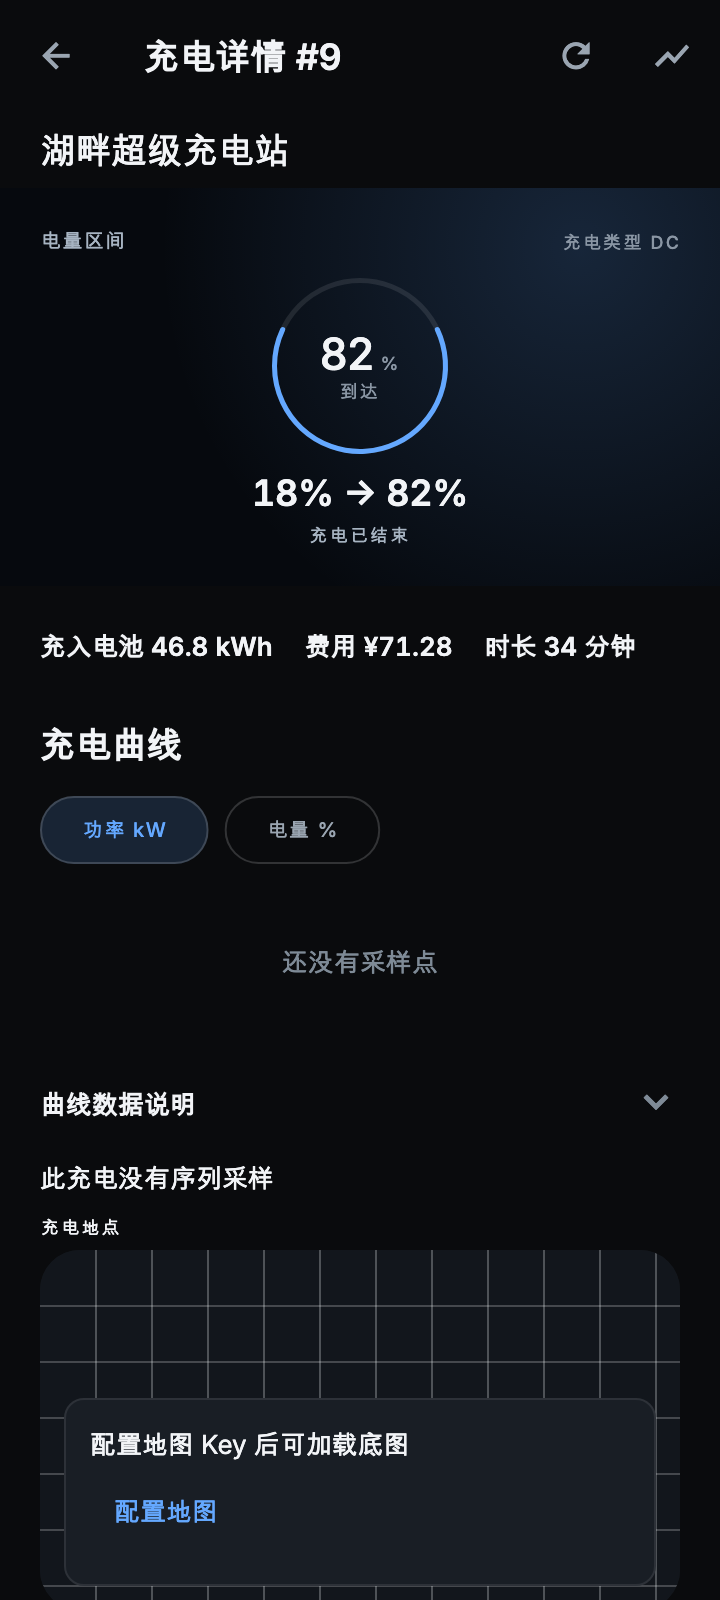 充电详情 #9
湖畔超级充电站
电量区间
充电类型 DC
82 %
到达
18% → 82%
充电已结束
充入电池 46.8 kWh 费用 ¥71.28 时长 34 分钟
充电曲线
功率 kW 电量 %
还没有采样点
曲线数据说明
此充电没有序列采样
充电地点
配置地图 Key 后可加载底图
配置地图